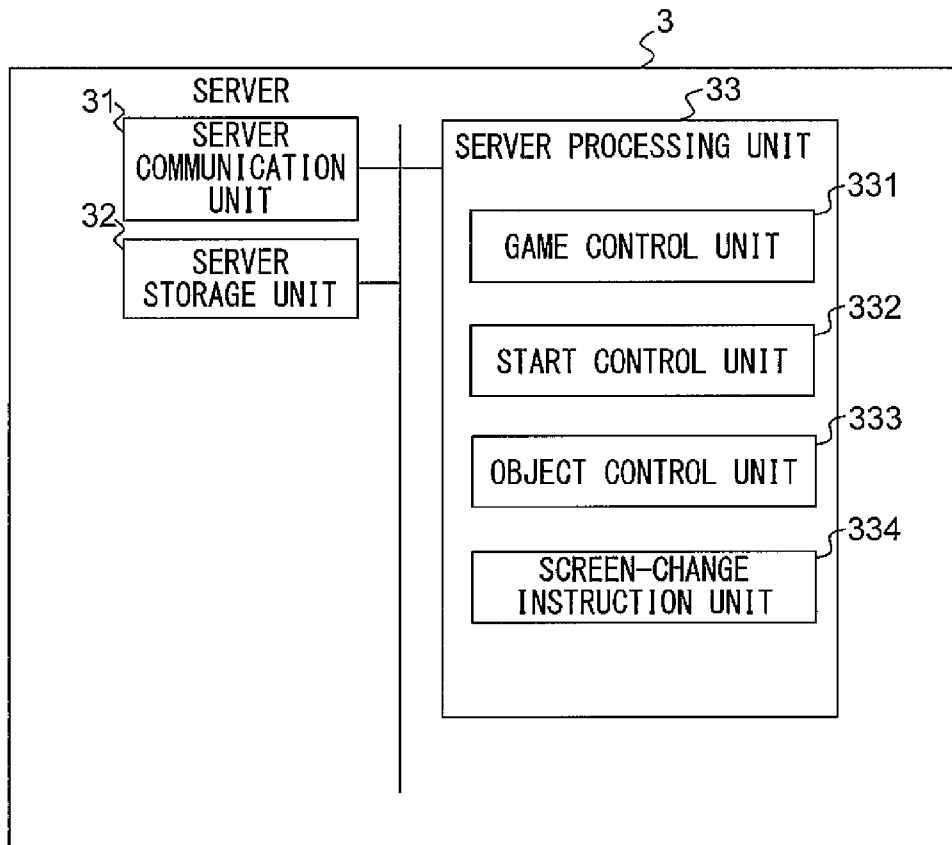 3
SERVER
31
SERVER
COMMUNICATION
UNIT
32
SERVER
STORAGE UNIT
33
SERVER PROCESSING UNIT
331
GAME CONTROL UNIT
332
START CONTROL UNIT
333
OBJECT CONTROL UNIT
334
SCREEN-CHANGE
INSTRUCTION UNIT